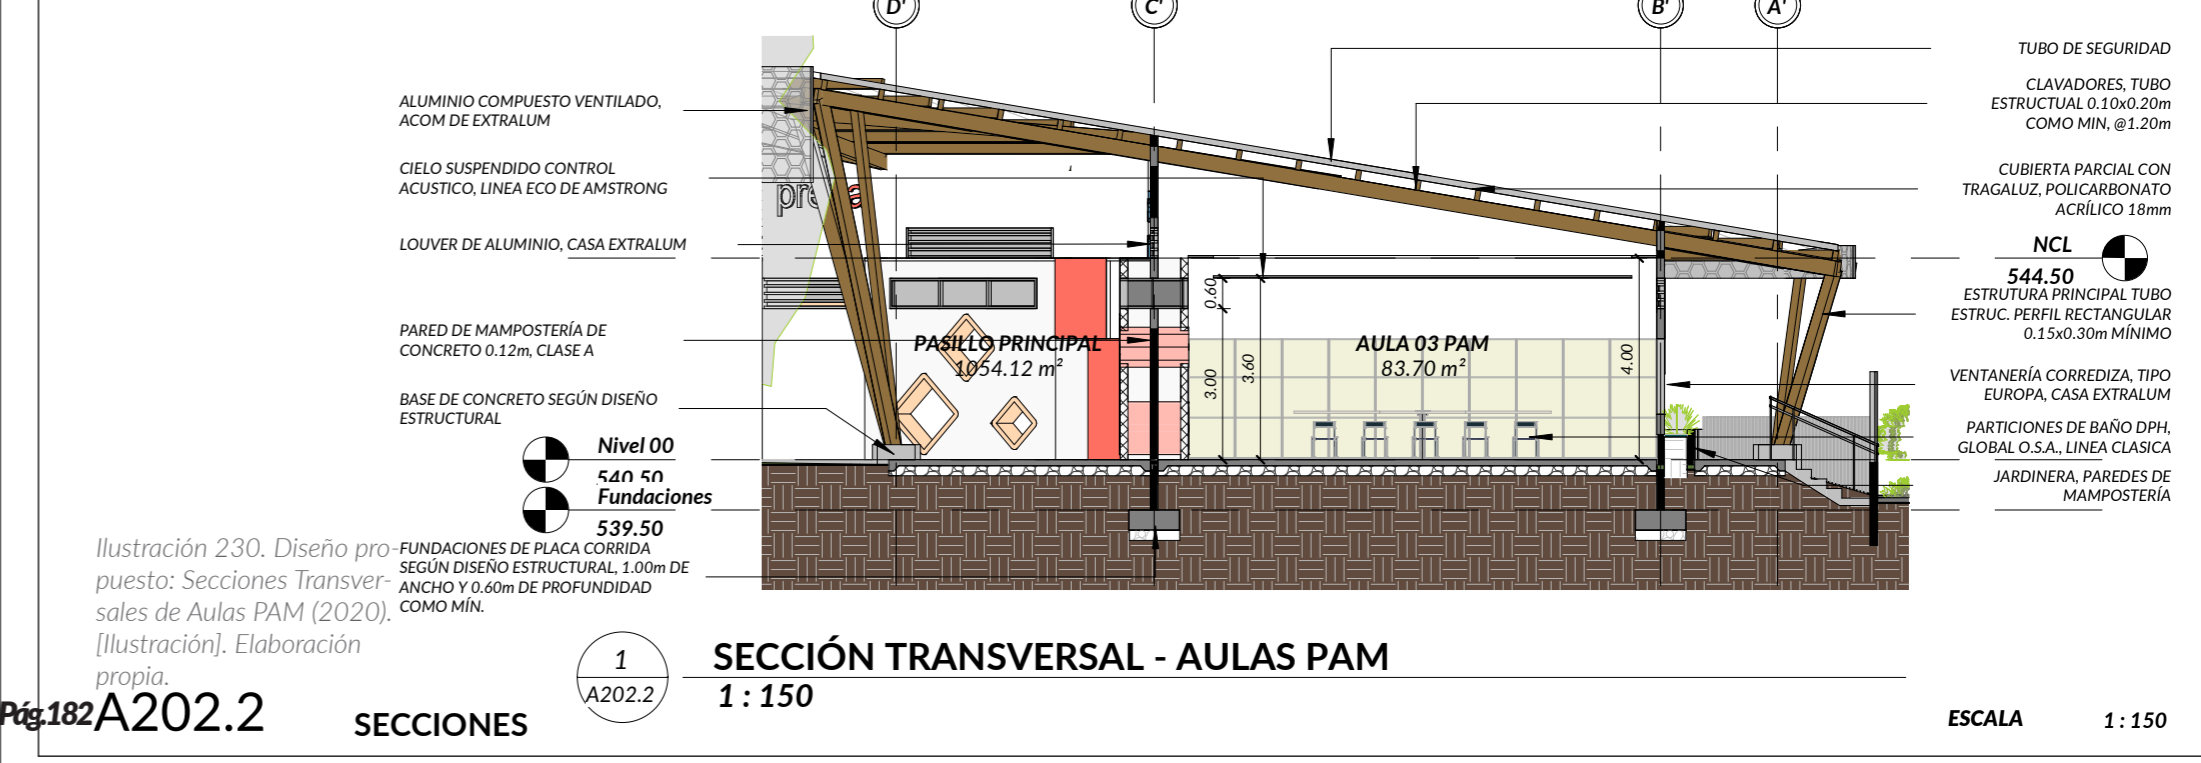 D'
C'
B'
A'
ALUMINIO COMPUESTO VENTILADO,
ACOM DE EXTRALUM
CIELO SUSPENDIDO CONTROL
ACUSTICO, LINEA ECO DE AMSTRONG
LOUVER DE ALUMINIO, CASA EXTRALUM
PARED DE MAMPOSTERÍA DE
CONCRETO 0.12m, CLASE A
BASE DE CONCRETO SEGÚN DISEÑO
ESTRUCTURAL
Nivel 00
540.50
Fundaciones
539.50
FUNDACIONES DE PLACA CORRIDA
SEGÚN DISEÑO ESTRUCTURAL, 1.00m DE
ANCHO Y 0.60m DE PROFUNDIDAD
COMO MÍN.
PASILLO PRINCIPAL
1054.12 m²
0.60
3.00
3.60
AULA 03 PAM
83.70 m²
4.00
TUBO DE SEGURIDAD
CLAVADORES, TUBO
ESTRUCTUAL 0.10x0.20m
COMO MIN, @1.20m
CUBIERTA PARCIAL CON
TRAGALUZ, POLICARBONATO
ACRÍLICO 18mm
NCL
544.50
ESTRUTURA PRINCIPAL TUBO
ESTRUC. PERFIL RECTANGULAR
0.15x0.30m MÍNIMO
VENTANERÍA CORREDIZA, TIPO
EUROPA, CASA EXTRALUM
PARTICIONES DE BAÑO DPH,
GLOBAL O.S.A., LINEA CLASICA
JARDINERA, PAREDES DE
MAMPOSTERÍA
Ilustración 230. Diseño pro-
puesto: Secciones Transver-
sales de Aulas PAM (2020).
[Ilustración]. Elaboración
propia.
1
A202.2
SECCIÓN TRANSVERSAL - AULAS PAM
1 : 150
Pág.182
A202.2
SECCIONES
ESCALA
1 : 150